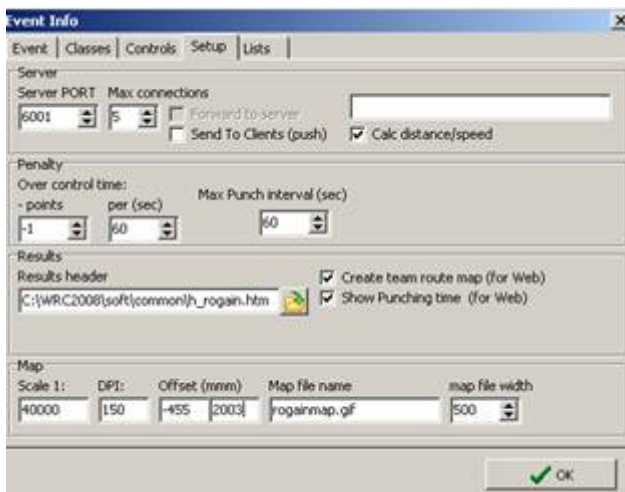 Event Info
Event Classes Controls Setup Lists
Server
Server PORT Max connections
6001 5 Forward to server
Send To Clients (push) Calc distance/speed
Penalty
Over control time:
- points per (sec) Max Punch interval (sec)
-1 60 60
Results
Results header
Create team route map (for Web)
C:\WRC2008\soft\common\h_rogain.htm Show Punching time (for Web)
Map
Scale 1: DPI: Offset (mmm) Map file name map file width
40000 150 -455 2003 rogainmap.gif 500
OK